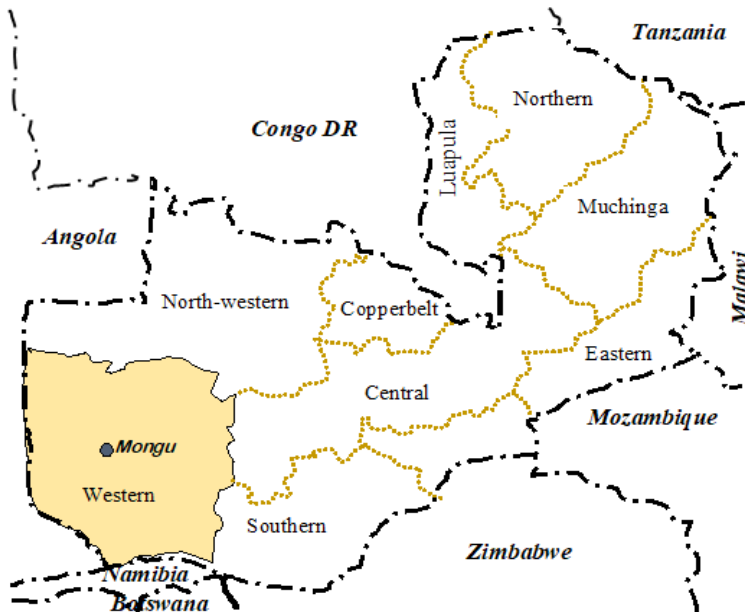 Tanzania
Northern
Congo DR
Luapula
Muchinga
Angola
Malawi
North-western
Copperbelt
Eastern
Central
Mozambique
Mongu
Western
Southern
Zimbabwe
Namibia
Botswana